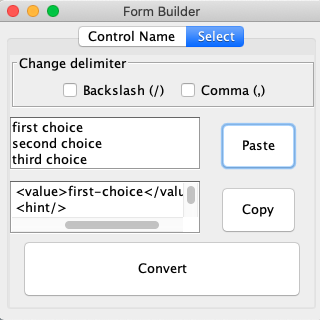 Form Builder
Control Name Select
Change delimiter
Backslash (/) Comma (,)
first choice
second choice
third choice
Paste
<value>first-choice</valu
<hint/>
Copy
Convert